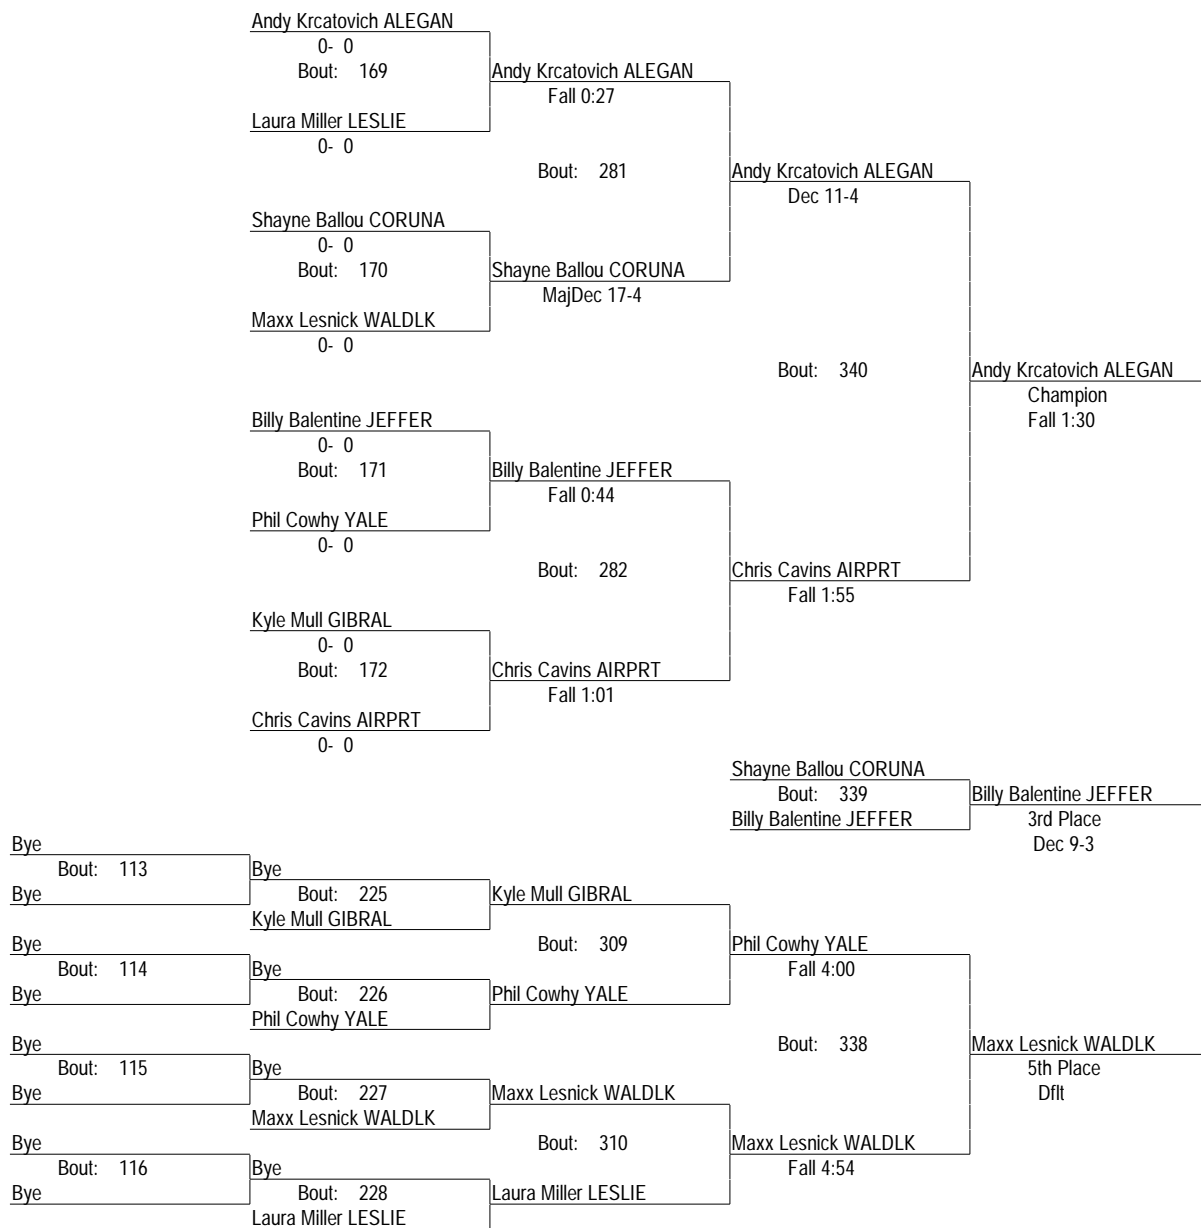 Andy Krcatovich ALEGAN
0- 0
Bout: 169
Andy Krcatovich ALEGAN
Fall 0:27
Laura Miller LESLIE
0- 0
Bout: 281
Andy Krcatovich ALEGAN
Dec 11-4
Shayne Ballou CORUNA
0- 0
Bout: 170
Shayne Ballou CORUNA
MajDec 17-4
Maxx Lesnick WALDLK
0- 0
Bout: 340
Andy Krcatovich ALEGAN
Champion
Fall 1:30
Billy Balentine JEFFER
0- 0
Bout: 171
Billy Balentine JEFFER
Fall 0:44
Phil Cowhy YALE
0- 0
Bout: 282
Chris Cavins AIRPRT
Fall 1:55
Kyle Mull GIBRAL
0- 0
Bout: 172
Chris Cavins AIRPRT
Fall 1:01
Chris Cavins AIRPRT
0- 0
Shayne Ballou CORUNA
Bout: 339
Billy Balentine JEFFER
Billy Balentine JEFFER
3rd Place
Dec 9-3
Bye
Bout: 113
Bye
Bye
Bout: 225
Kyle Mull GIBRAL
Kyle Mull GIBRAL
Bye
Bout: 114
Bye
Bye
Bout: 226
Phil Cowhy YALE
Phil Cowhy YALE
Bout: 309
Phil Cowhy YALE
Fall 4:00
Bout: 338
Maxx Lesnick WALDLK
5th Place
Dflt
Bye
Bout: 115
Bye
Bye
Bout: 227
Maxx Lesnick WALDLK
Maxx Lesnick WALDLK
Bout: 310
Maxx Lesnick WALDLK
Fall 4:54
Bye
Bout: 116
Bye
Bye
Bout: 228
Laura Miller LESLIE
Laura Miller LESLIE